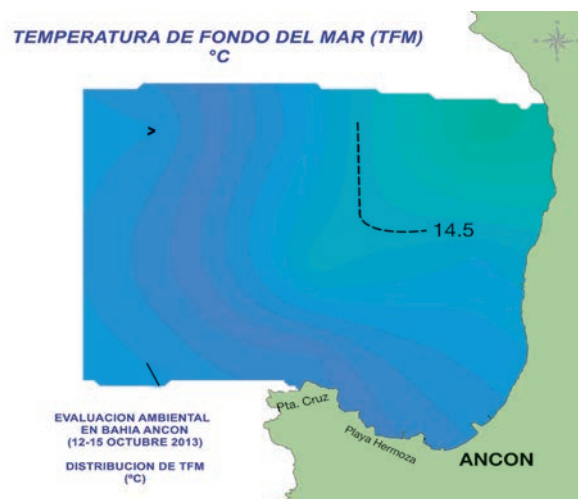 TEMPERATURA DE FONDO DEL MAR (TFM)
°C
14.5
Pta. Cruz
Playa Hermoza
ANCON
EVALUACION AMBIENTAL
EN BAHIA ANCON
(12-15 OCTUBRE 2013)
DISTRIBUCION DE TFM
(ºC)